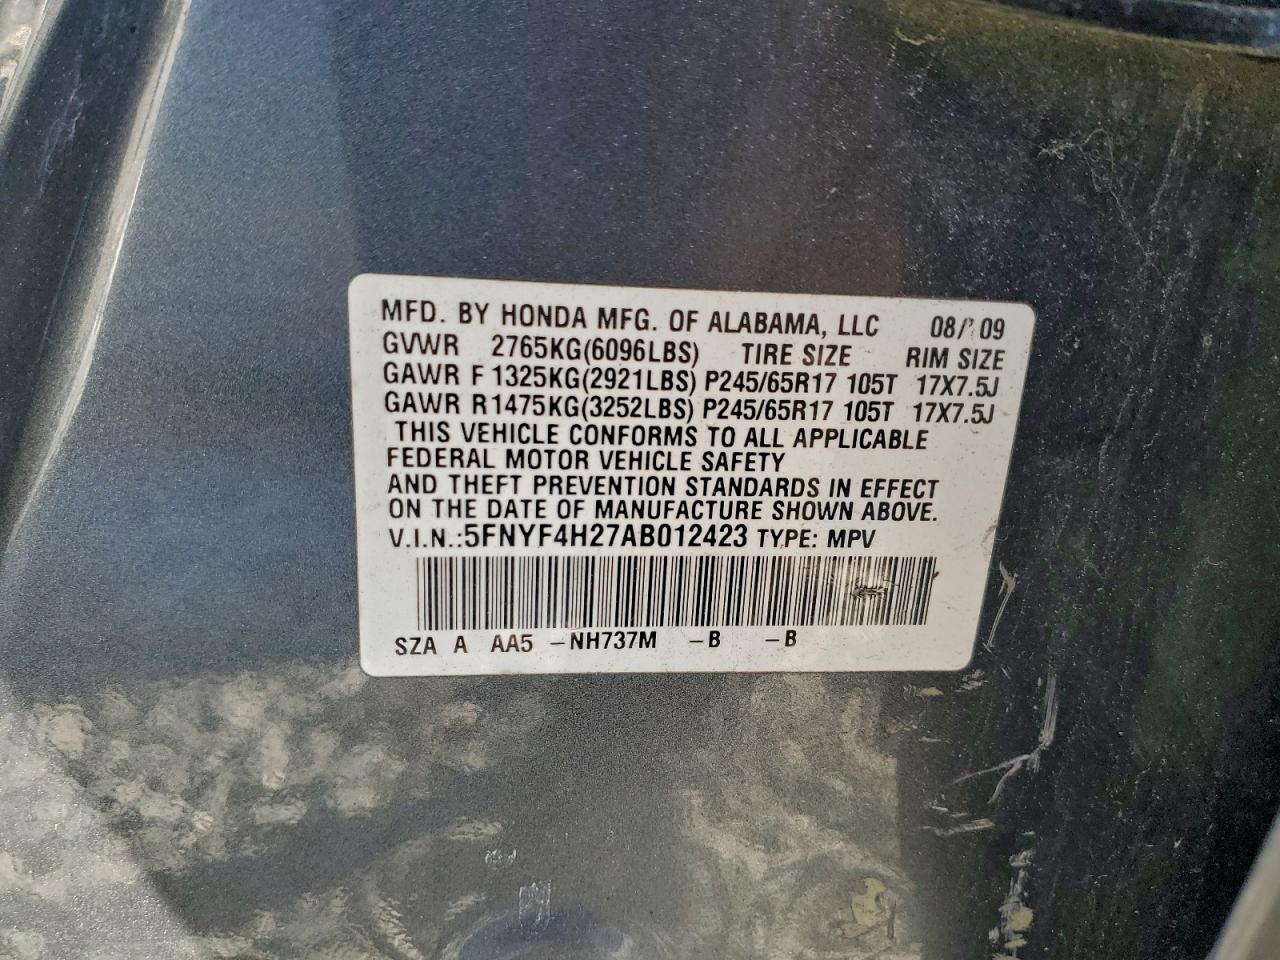 MFD. BY HONDA MFG. OF ALABAMA, LLC 08/09
GVWR 2765KG(6096LBS) TIRE SIZE RIM SIZE
GAWR F 1325KG(2921LBS) P245/65R17 105T 17X7.5J
GAWR R1475KG(3252LBS) P245/65R17 105T 17X7.5J
THIS VEHICLE CONFORMS TO ALL APPLICABLE
FEDERAL MOTOR VEHICLE SAFETY
AND THEFT PREVENTION STANDARDS IN EFFECT
ON THE DATE OF MANUFACTURE SHOWN ABOVE.
V.I.N.:5FNYF4H27AB012423 TYPE: MPV
SZA A AA5 -NH737M -B -B